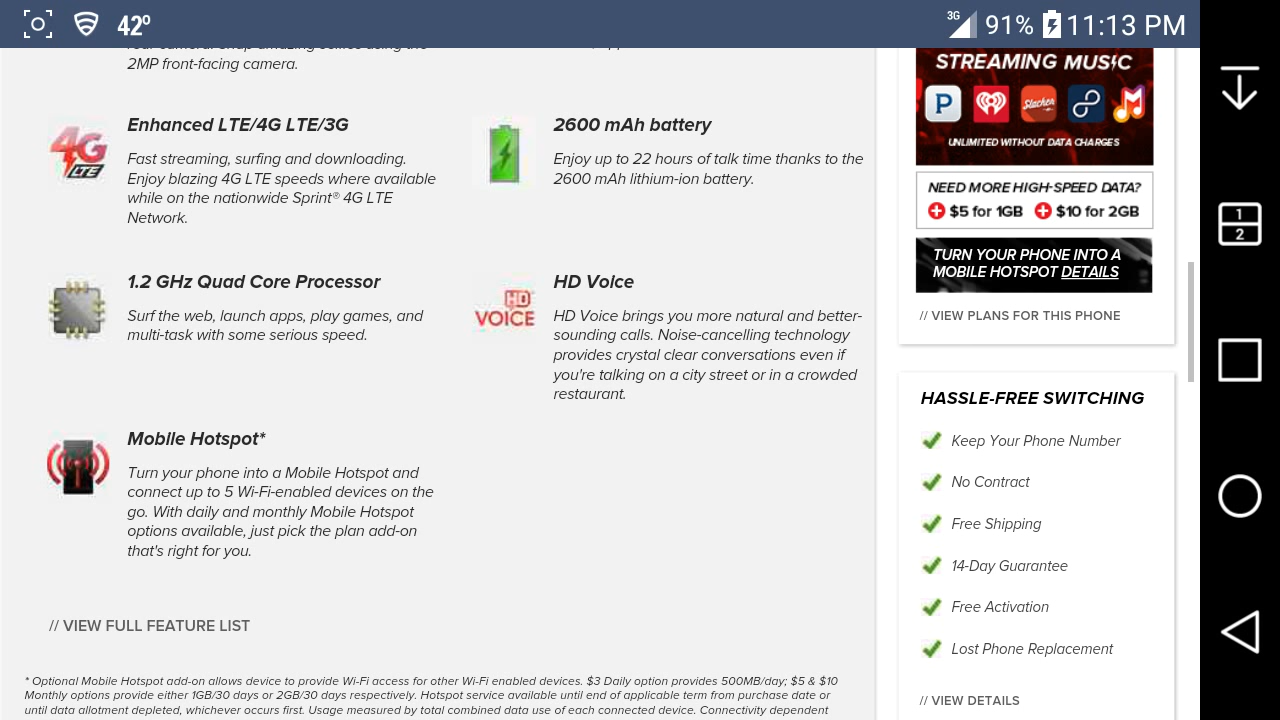 42º
3G
91%
11:13 PM
2MP front-facing camera.
4G
LTE
Enhanced LTE/4G LTE/3G
Fast streaming, surfing and downloading.
Enjoy blazing 4G LTE speeds where available
while on the nationwide Sprint® 4G LTE
Network.
2600 mAh battery
Enjoy up to 22 hours of talk time thanks to the
2600 mAh lithium-ion battery.
1.2 GHz Quad Core Processor
Surf the web, launch apps, play games, and
multi-task with some serious speed.
HD
VOICE
HD Voice
HD Voice brings you more natural and better-
sounding calls. Noise-cancelling technology
provides crystal clear conversations even if
you're talking on a city street or in a crowded
restaurant.
Mobile Hotspot*
Turn your phone into a Mobile Hotspot and
connect up to 5 Wi-Fi-enabled devices on the
go. With daily and monthly Mobile Hotspot
options available, just pick the plan add-on
that's right for you.
// VIEW FULL FEATURE LIST
* Optional Mobile Hotspot add-on allows device to provide Wi-Fi access for other Wi-Fi enabled devices. $3 Daily option provides 500MB/day; $5 & $10
Monthly options provide either 1GB/30 days or 2GB/30 days respectively. Hotspot service available until end of applicable term from purchase date or
until data allotment depleted, whichever occurs first. Usage measured by total combined data use of each connected device. Connectivity dependent
STREAMING MUSIC
P
Slacker
UNLIMITED WITHOUT DATA CHARGES
NEED MORE HIGH-SPEED DATA?
$5 for 1GB $10 for 2GB
TURN YOUR PHONE INTO A
MOBILE HOTSPOT DETAILS
// VIEW PLANS FOR THIS PHONE
HASSLE-FREE SWITCHING
Keep Your Phone Number
No Contract
Free Shipping
14-Day Guarantee
Free Activation
Lost Phone Replacement
// VIEW DETAILS
1
2